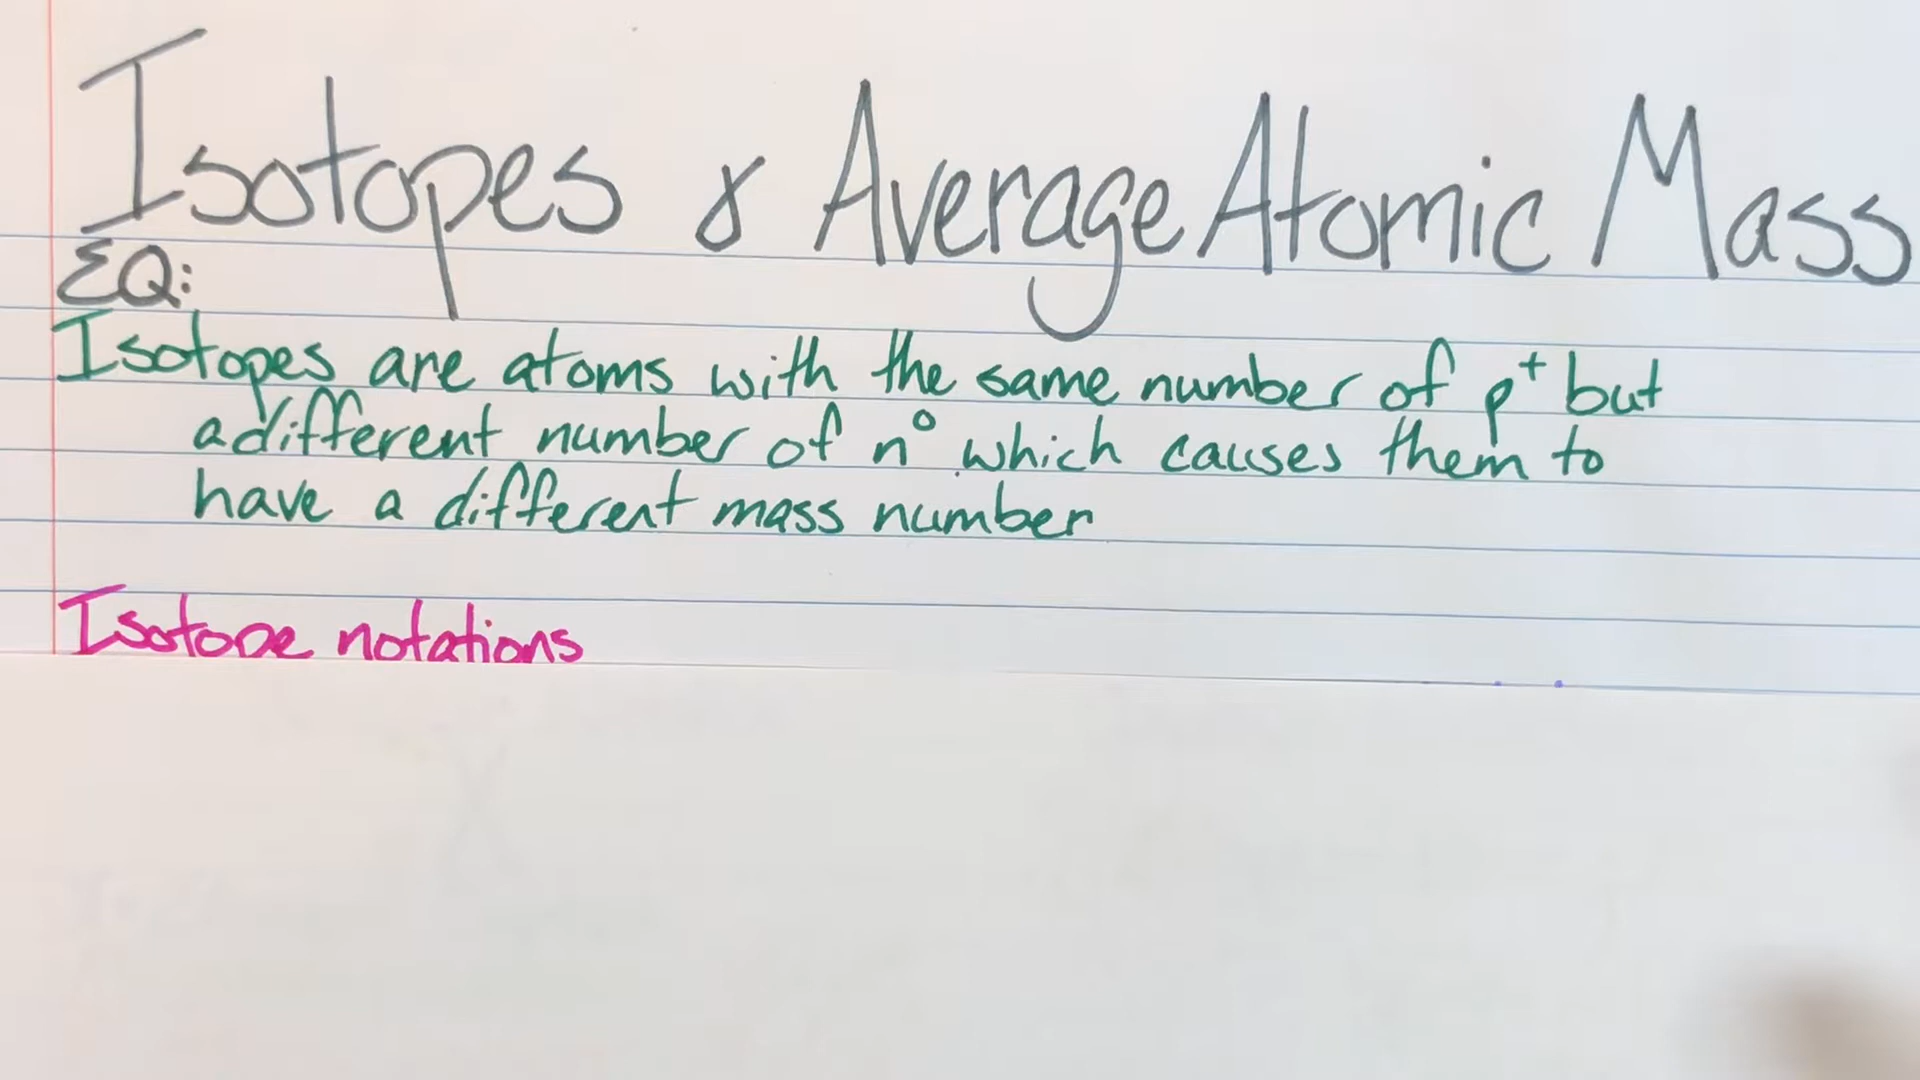 Isotopes & Average Atomic Mass
EQ:
Isotopes are atoms with the same number of p⁺ but
a different number of n⁰ which causes them to
have a different mass number
Isotope notations